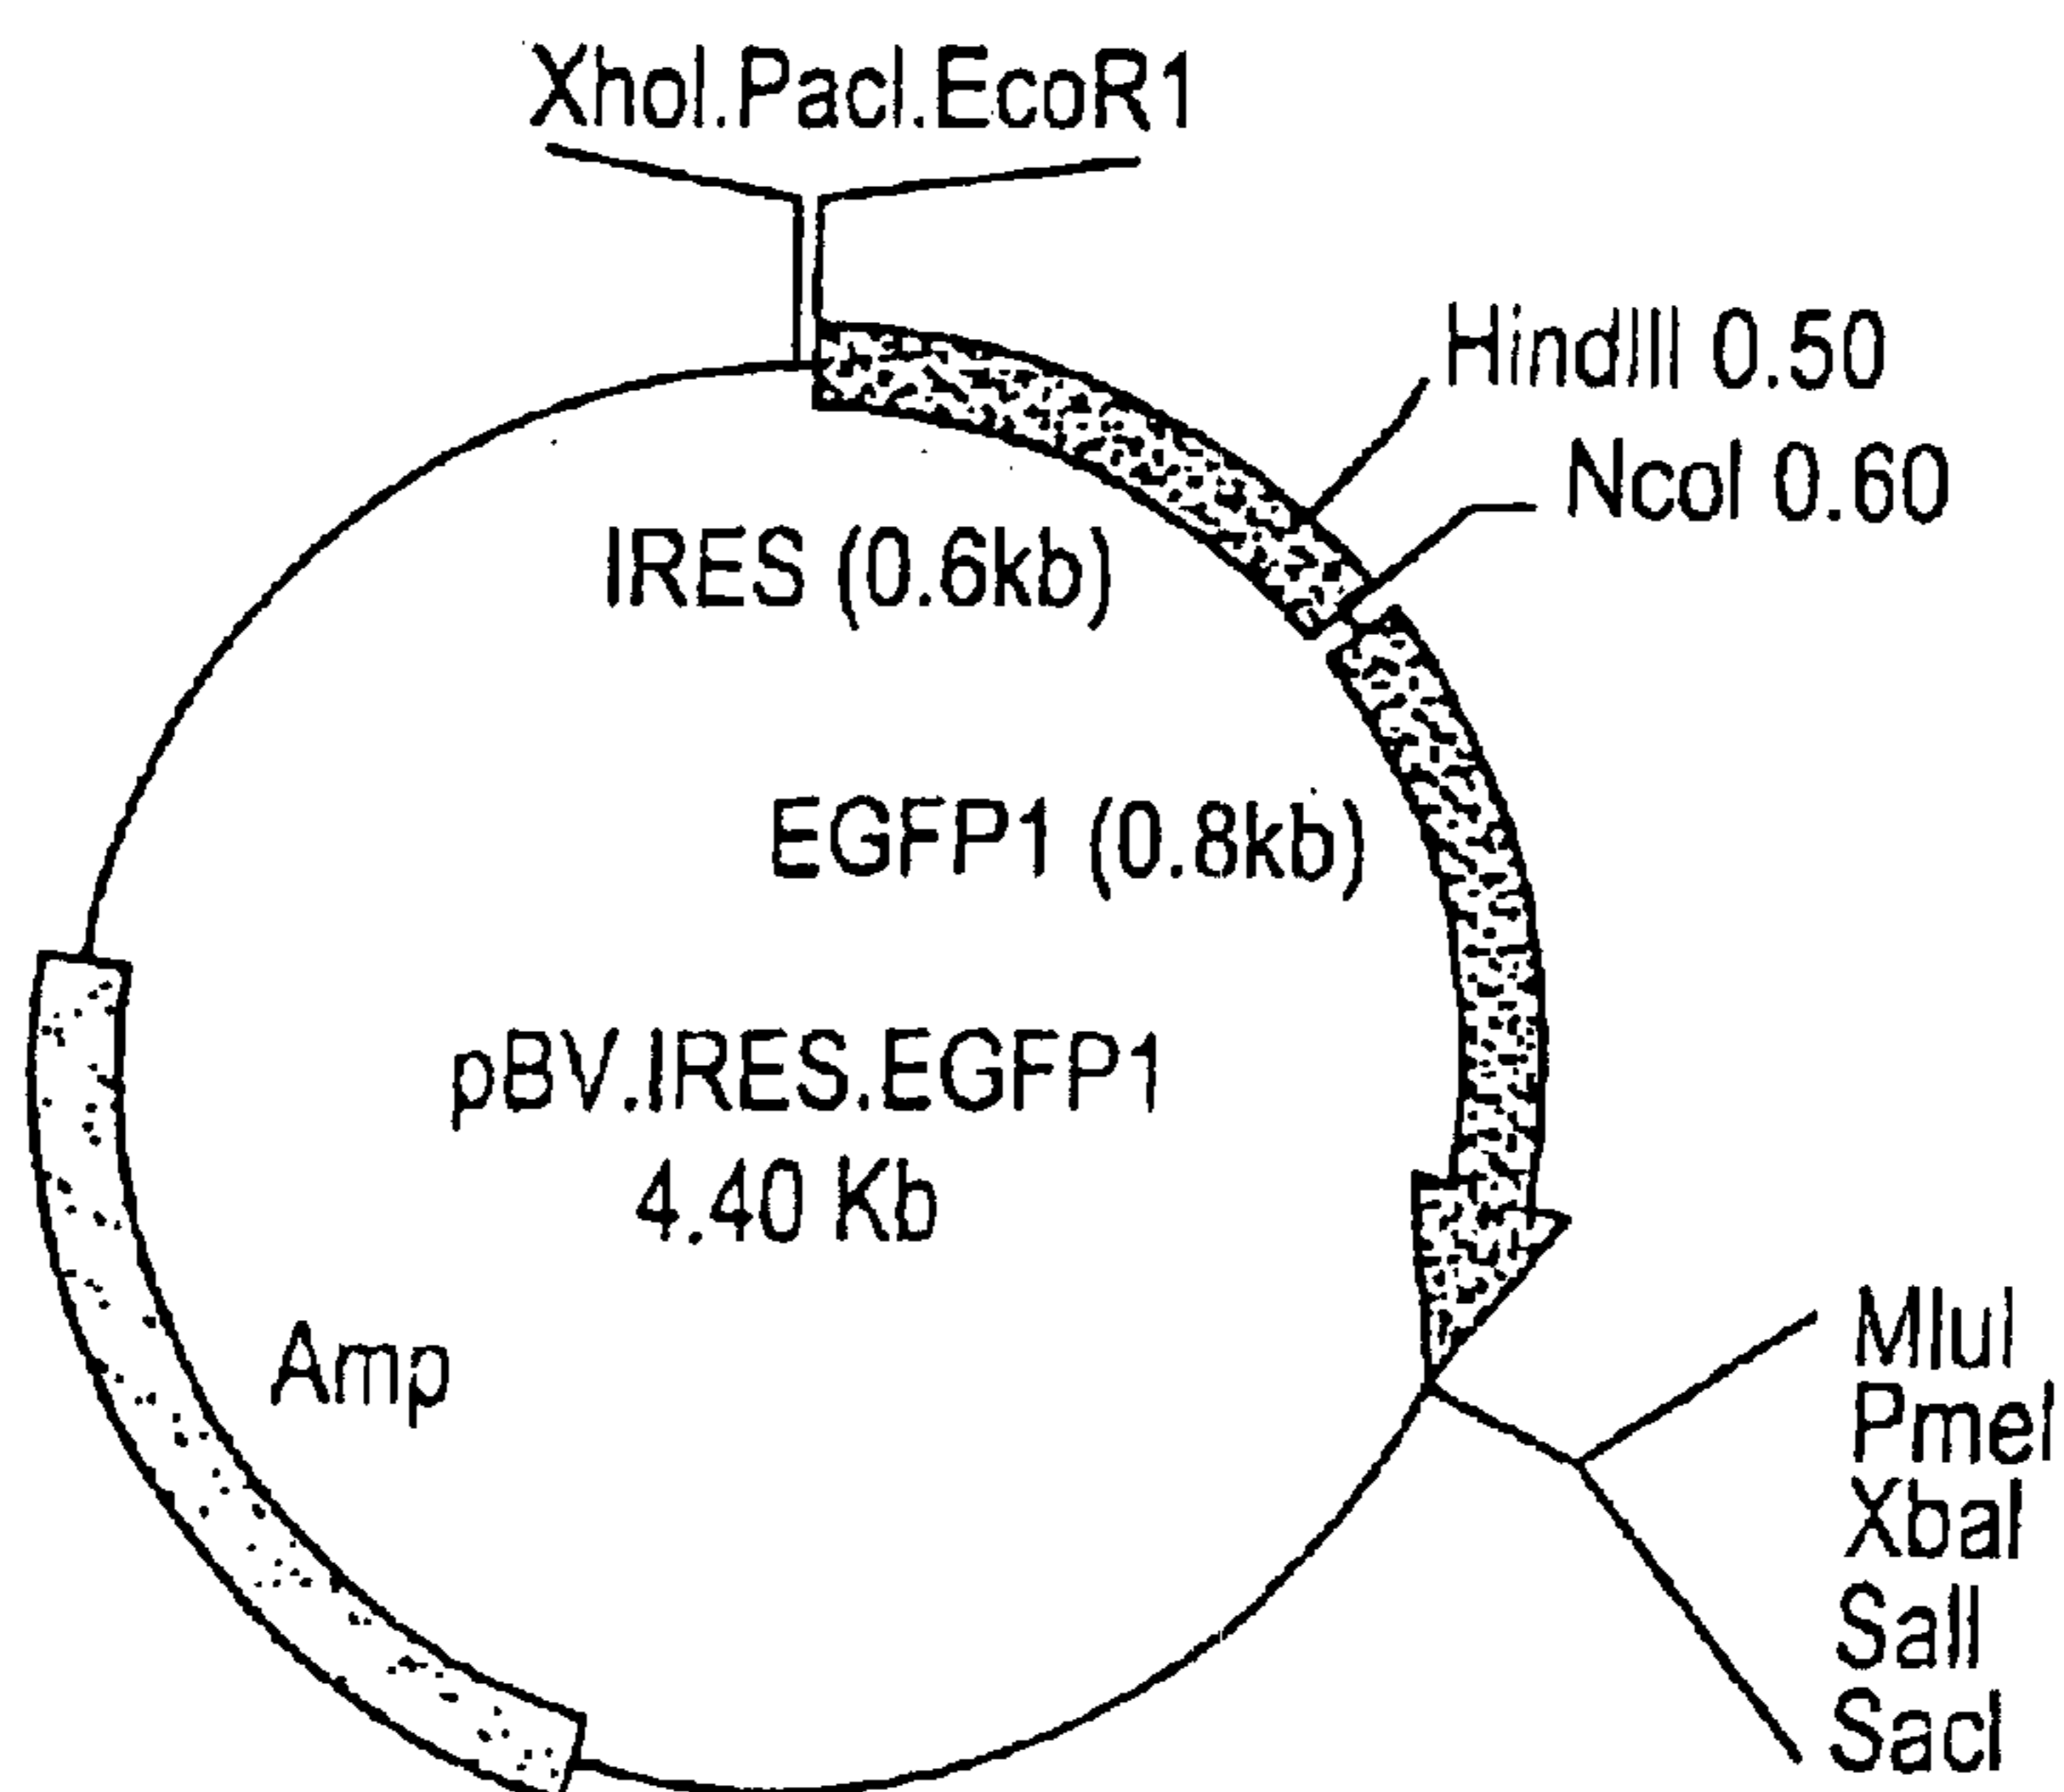 XhoI.PacI.EcoR1
HindIII 0.50
NcoI 0.60
IRES (0.6kb)
EGFP1 (0.8kb)
pBV.IRES.EGFP1
4.40 Kb
Amp
MluI
PmeI
XbaI
SalI
SacI